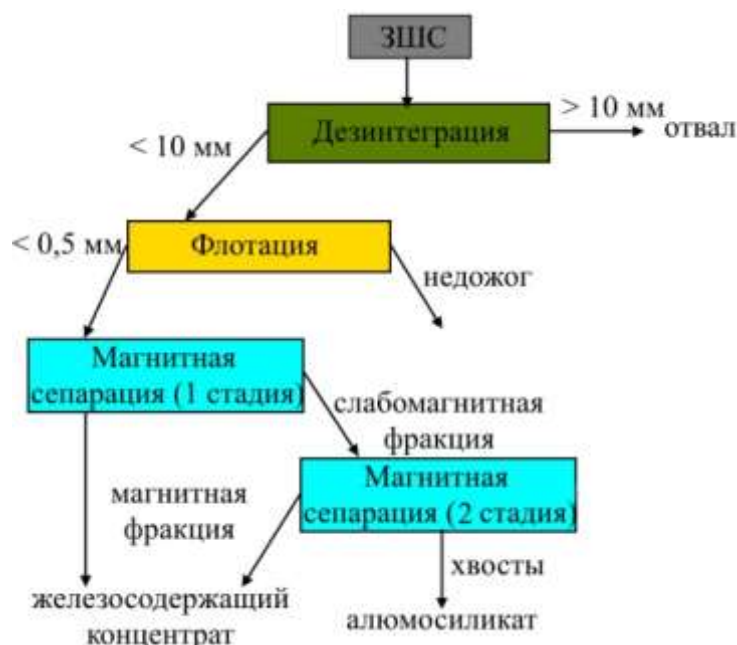 ЗШС
> 10 мм
Дезинтеграция
отвал
< 10 мм
< 0,5 мм
Флотация
недожог
Магнитная
сепарация (1 стадия)
слабомагнитная
фракция
Магнитная
сепарация (2 стадия)
магнитная
фракция
хвосты
железосодержащий
концентрат
алюмосиликат